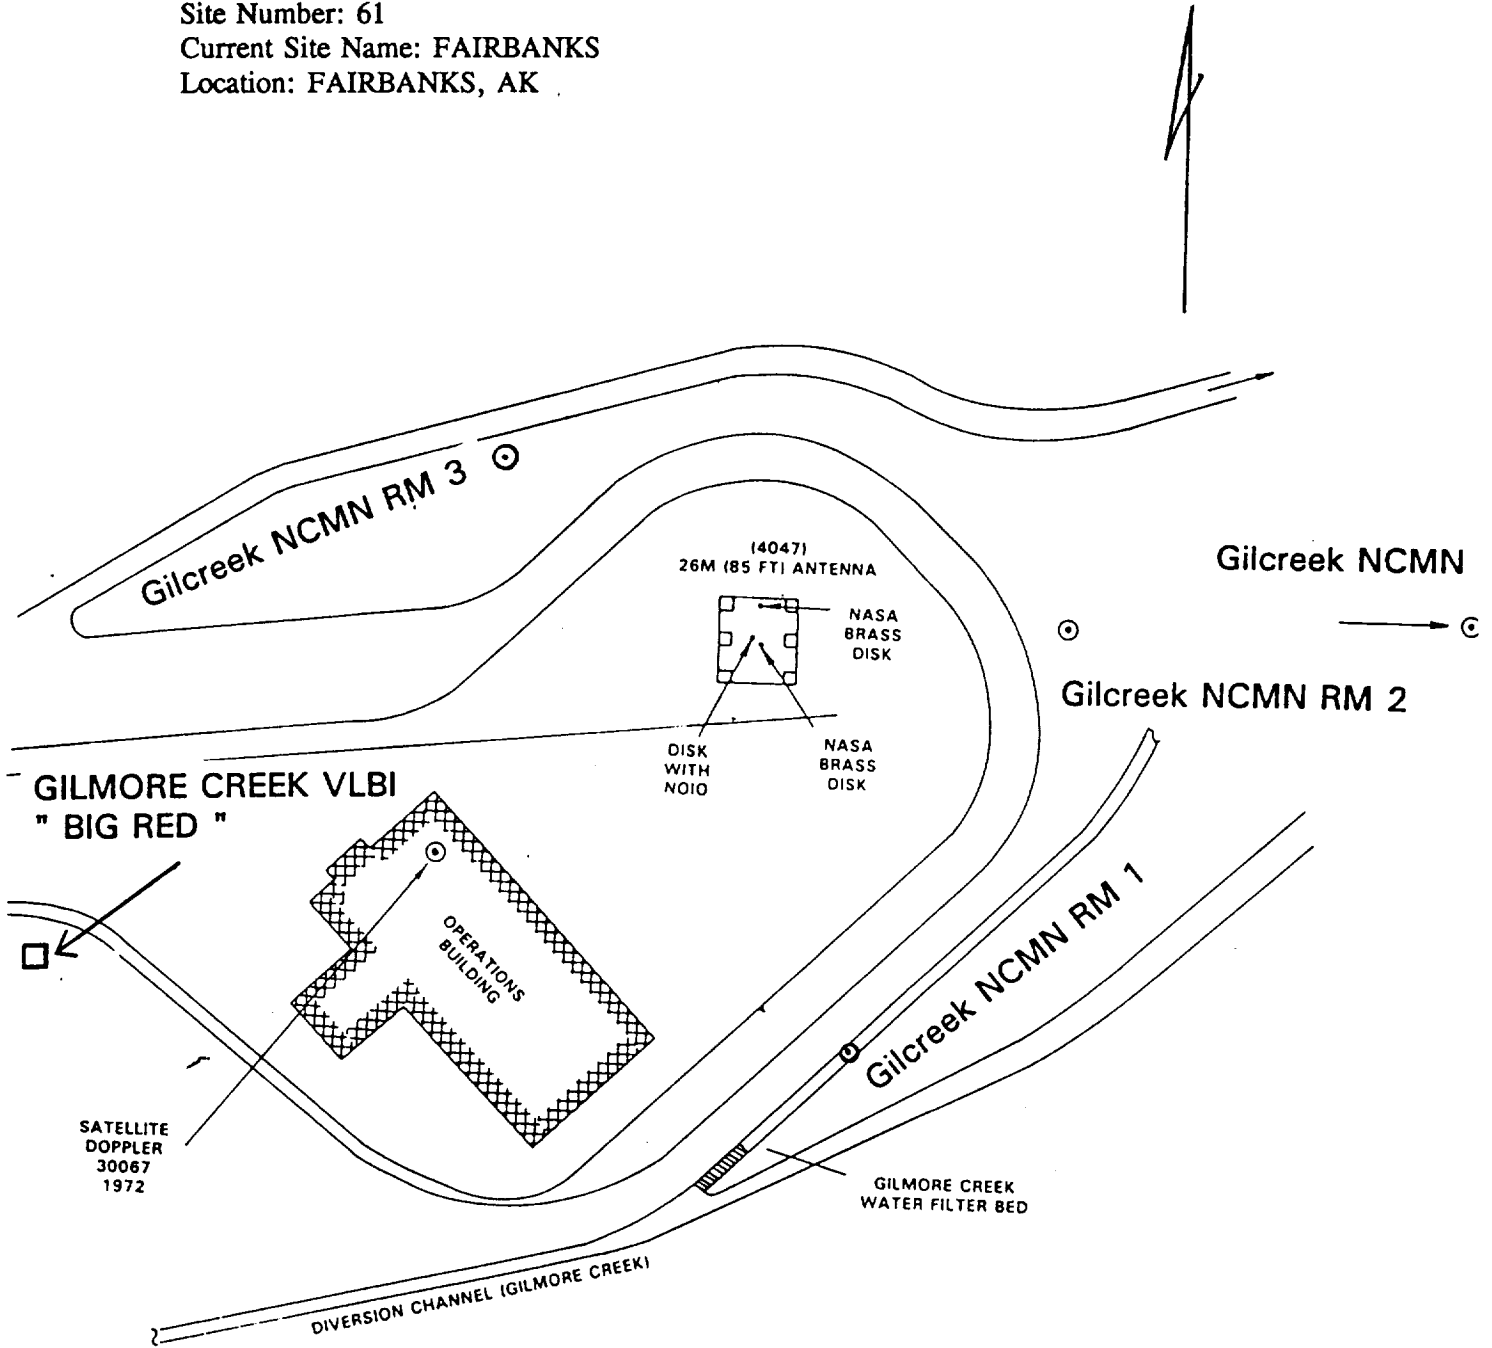 Site Number: 61
Current Site Name: FAIRBANKS
Location: FAIRBANKS, AK
Gilcreek NCMN RM 3
(4047)
26M (85 FT) ANTENNA
NASA
BRASS
DISK
Gilcreek NCMN
Gilcreek NCMN RM 2
DISK
WITH
NOIO
NASA
BRASS
DISK
GILMORE CREEK VLBI
" BIG RED "
OPERATIONS
BUILDING
Gilcreek NCMN RM 1
SATELLITE
DOPPLER
30067
1972
GILMORE CREEK
WATER FILTER BED
DIVERSION CHANNEL (GILMORE CREEK)